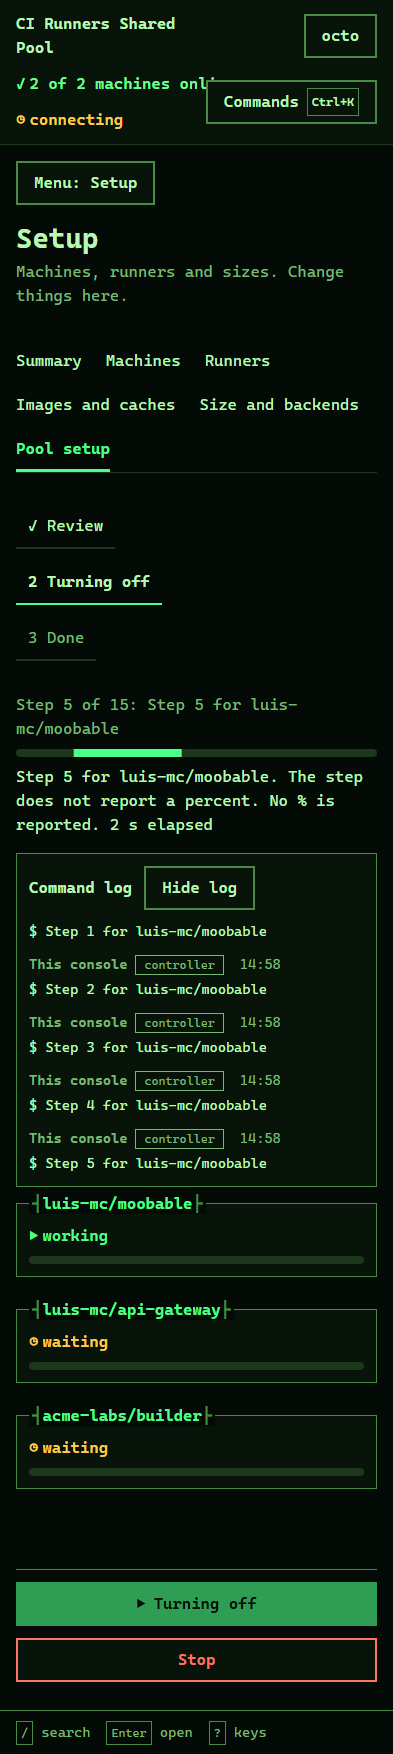 CI Runners Shared
Pool
octo
✓ 2 of 2 machines onli
Commands Ctrl+K
connecting
Menu: Setup
Setup
Machines, runners and sizes. Change
things here.
Summary Machines Runners
Images and caches Size and backends
Pool setup
✓ Review
2 Turning off
3 Done
Step 5 of 15: Step 5 for luis-
mc/moobable
Step 5 for luis-mc/moobable. The step
does not report a percent. No % is
reported. 2 s elapsed
Command log Hide log
$ Step 1 for luis-mc/moobable
This console controller 14:58
$ Step 2 for luis-mc/moobable
This console controller 14:58
$ Step 3 for luis-mc/moobable
This console controller 14:58
$ Step 4 for luis-mc/moobable
This console controller 14:58
$ Step 5 for luis-mc/moobable
luis-mc/moobable
working
luis-mc/api-gateway
waiting
acme-labs/builder
waiting
Turning off
Stop
/ search Enter open ? keys